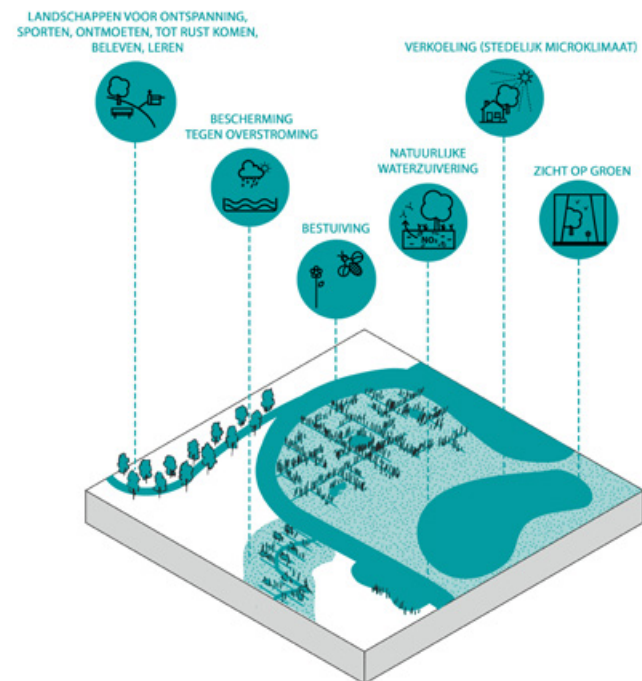 LANDSCHAPPEN VOOR ONTSPANNING,
SPORTEN, ONTMOETEN, TOT RUST KOMEN,
BELEVEN, LEREN
VERKOELING (STEDELIJK MICROKLIMAAT)
BESCHERMING
TEGEN OVERSTROMING
NATUURLIJKE
WATERZUIVERING
ZICHT OP GROEN
BESTUIVING
NO₃